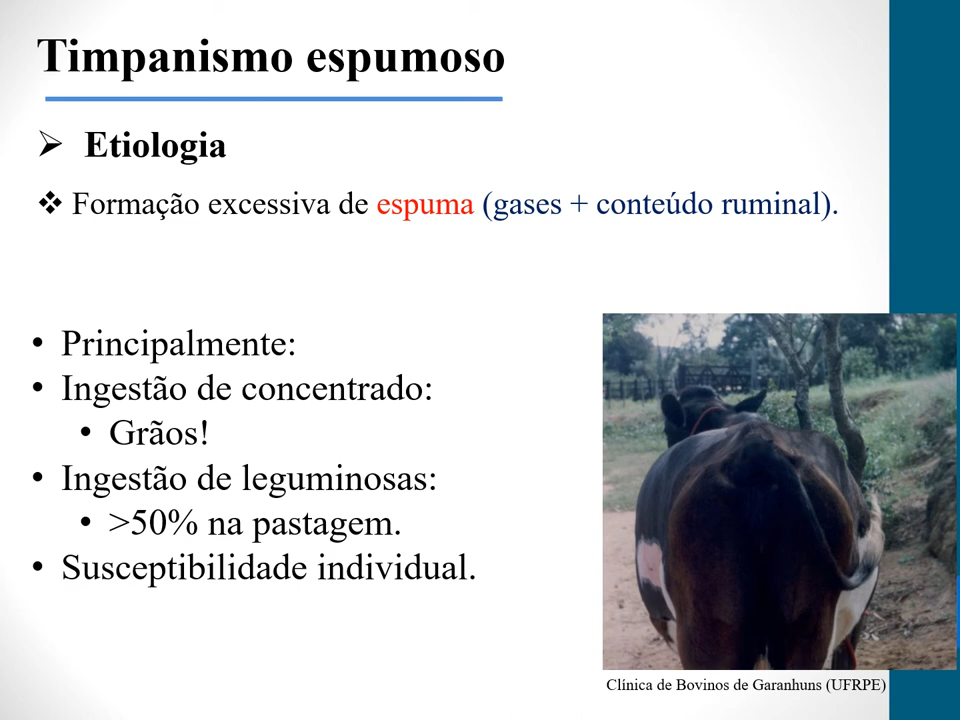 Timpanismo espumoso
➢ Etiologia
❖ Formação excessiva de espuma (gases + conteúdo ruminal).
• Principalmente:
• Ingestão de concentrado:
• Grãos!
• Ingestão de leguminosas:
• >50% na pastagem.
• Susceptibilidade individual.
Clínica de Bovinos de Garanhuns (UFRPE)